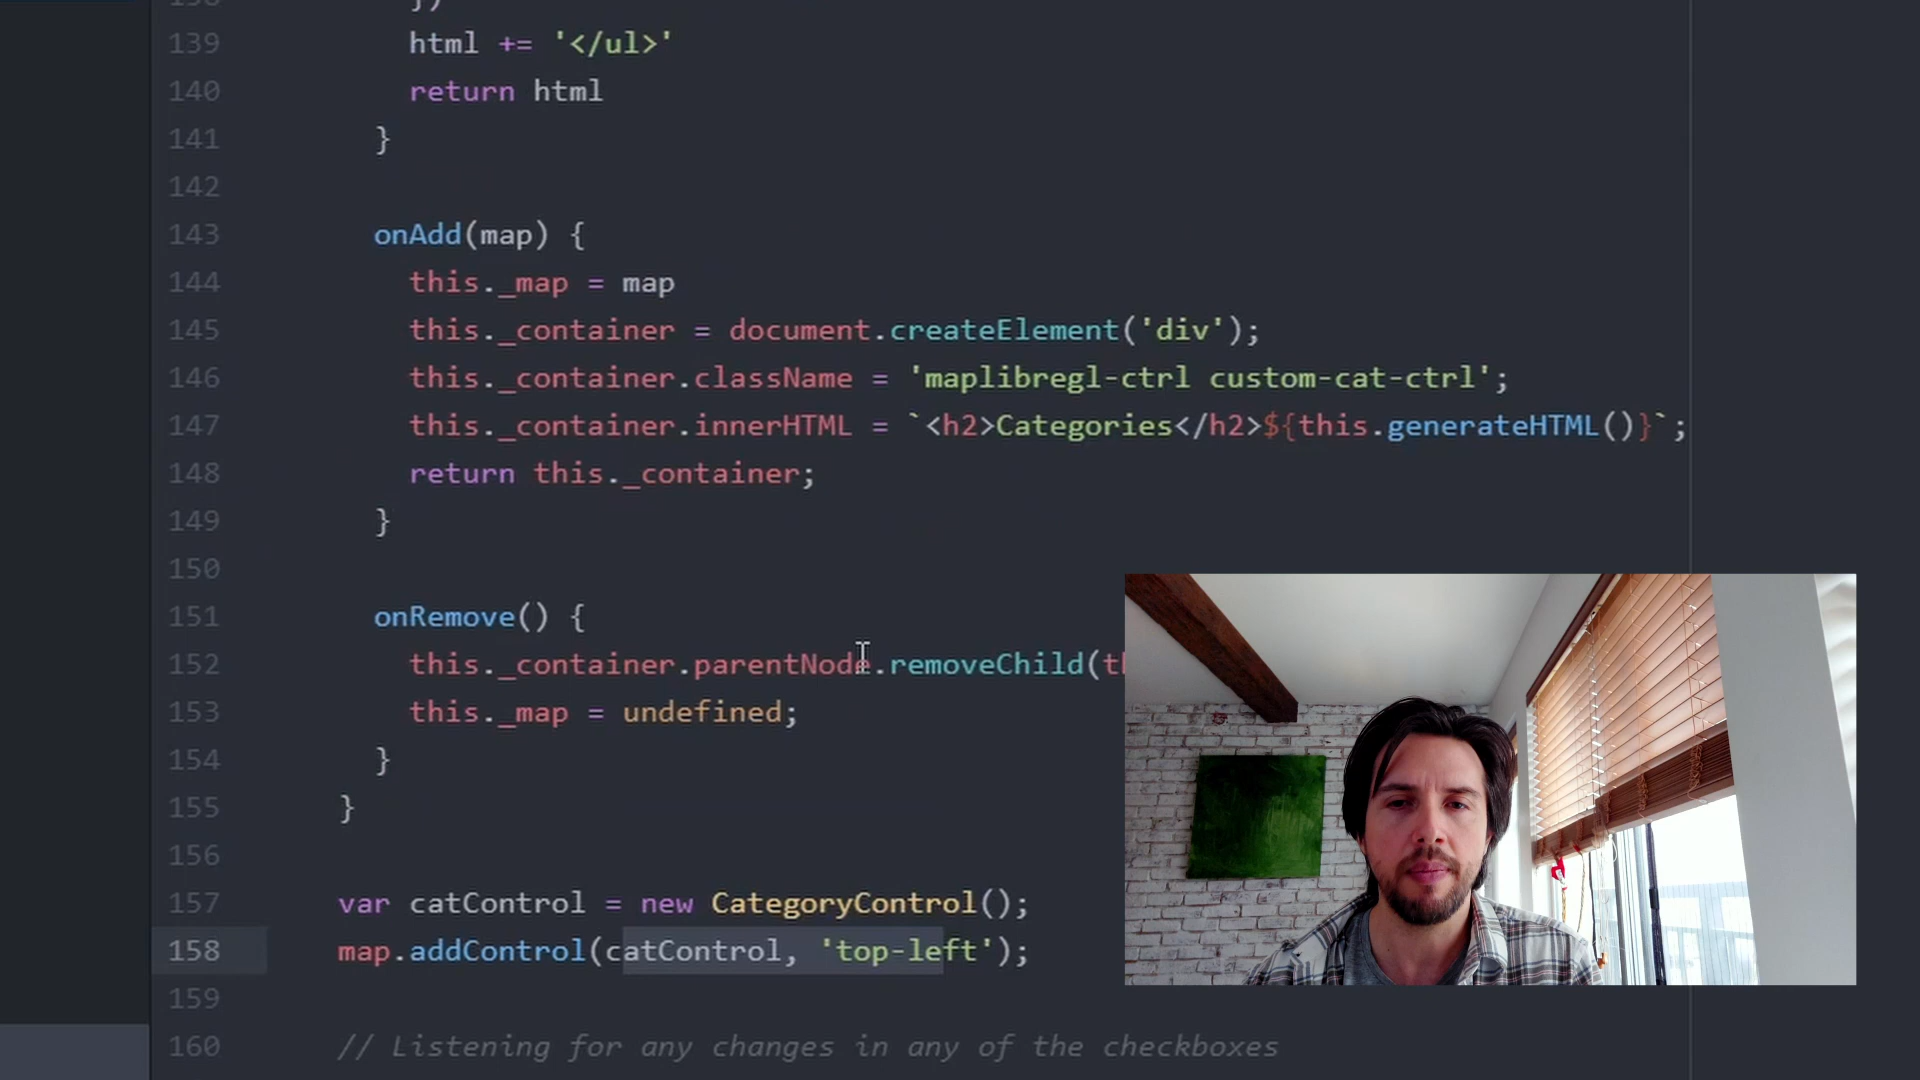 138 })
139 html += '</ul>'
140 return html
141 }
142
143 onAdd(map) {
144 this._map = map
145 this._container = document.createElement('div');
146 this._container.className = 'maplibregl-ctrl custom-cat-ctrl';
147 this._container.innerHTML = `<h2>Categories</h2>${this.generateHTML()}`;
148 return this._container;
149 }
150
151 onRemove() {
152 this._container.parentNode.removeChild(th
153 this._map = undefined;
154 }
155 }
156
157 var catControl = new CategoryControl();
158 map.addControl(catControl, 'top-left');
159
160 // Listening for any changes in any of the checkboxes